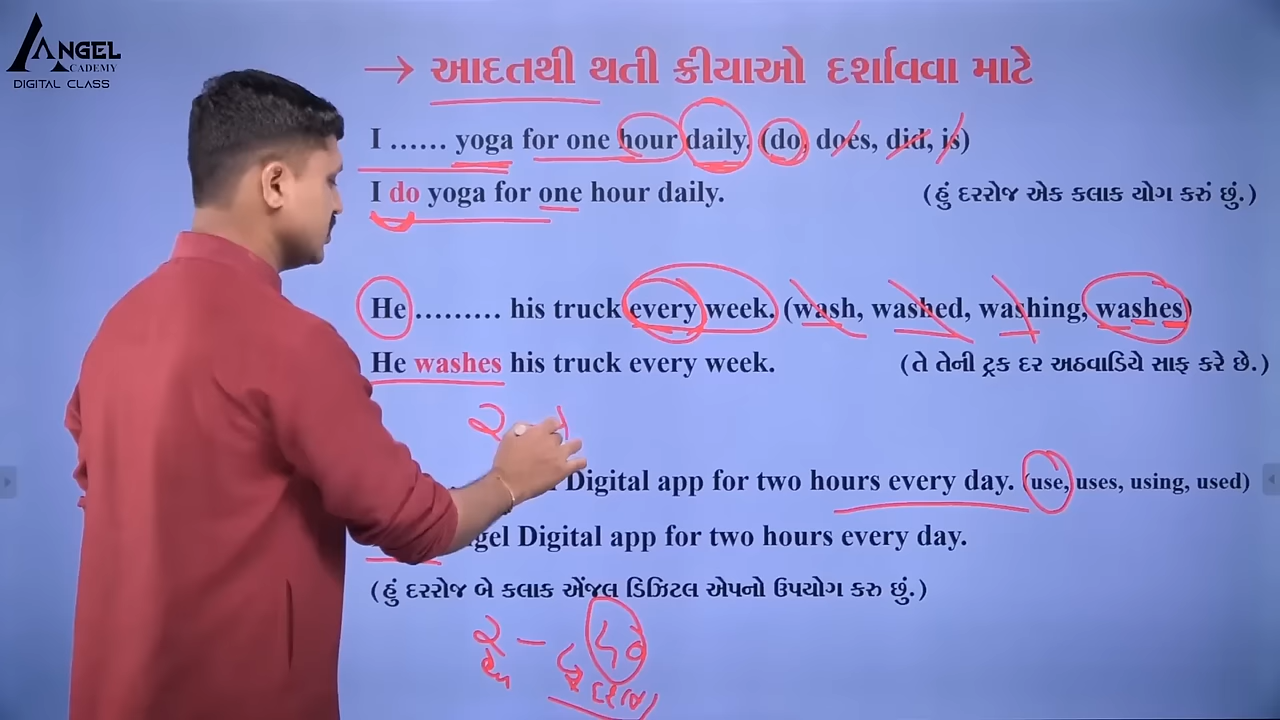 ANGEL
ACADEMY
DIGITAL CLASS
→ આદતથી થતી ક્રીયાઓ દર્શાવવા માટે
I ...... yoga for one hour daily. (do, does, did, is)
I do yoga for one hour daily. (હું દરરોજ એક કલાક યોગ કરું છું.)
He ......... his truck every week. (wash, washed, washing, washes)
He washes his truck every week. (તે તેની ટ્રક દર અઠવાડિયે સાફ કરે છે.)
Digital app for two hours every day. (use, uses, using, used)
Digital app for two hours every day.
(હું દરરોજ બે કલાક એંજલ ડિઝિટલ એપનો ઉપયોગ કરુ છું.)